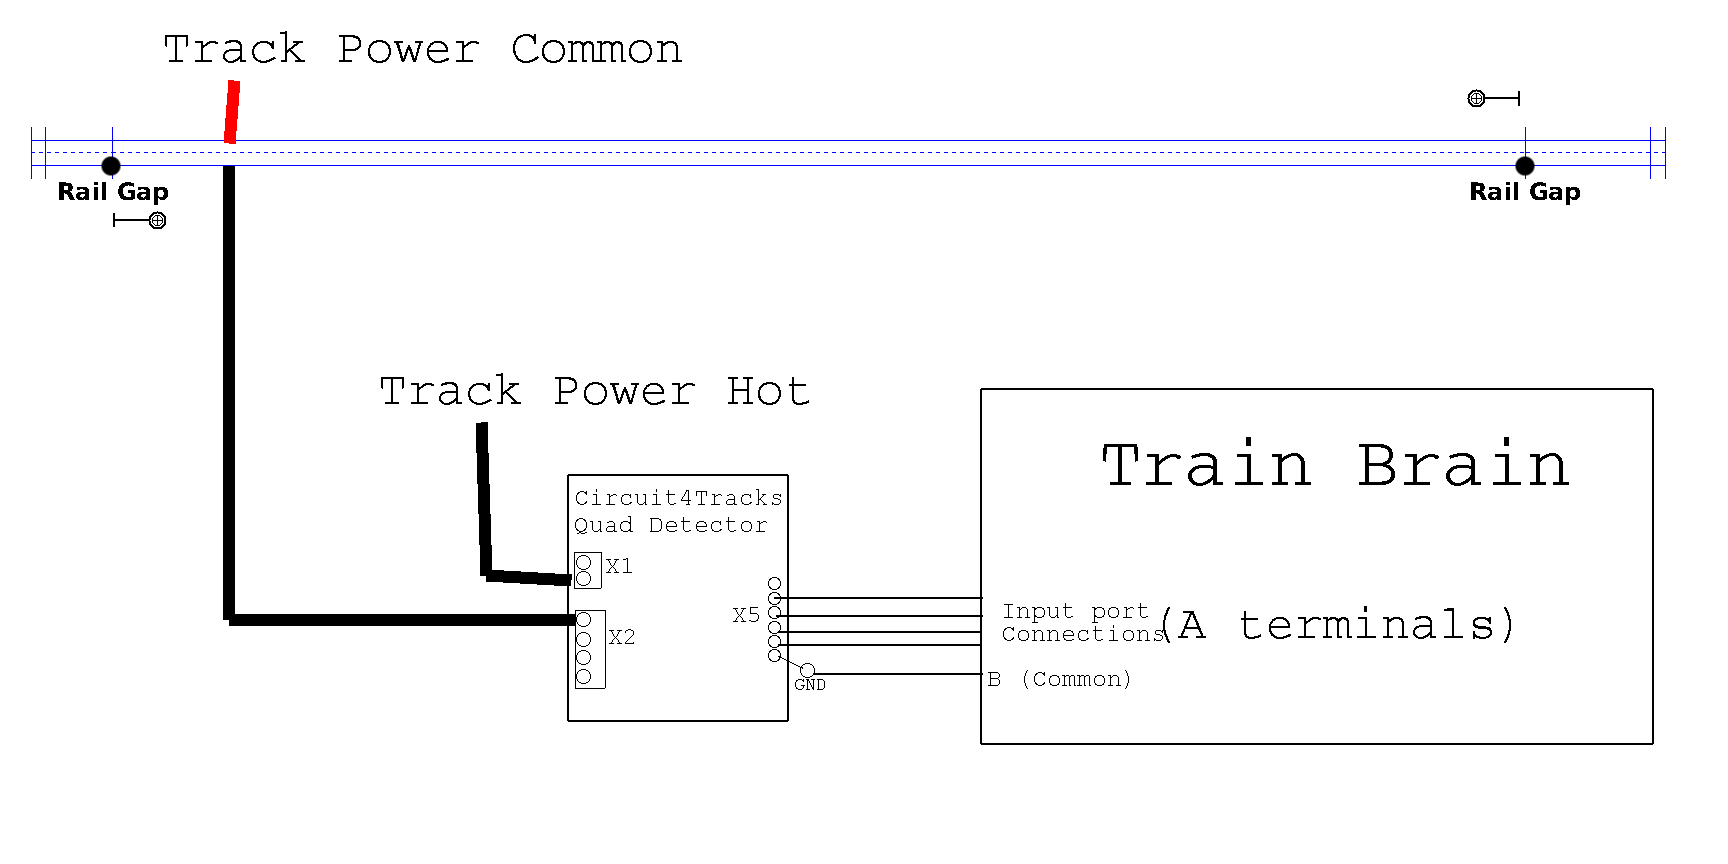 Track Power Common
Rail Gap
Rail Gap
Track Power Hot
Train Brain
Circuit4Tracks
Quad Detector
X1
X5
X2
Input port
Connections
(A terminals)
GND
B (Common)